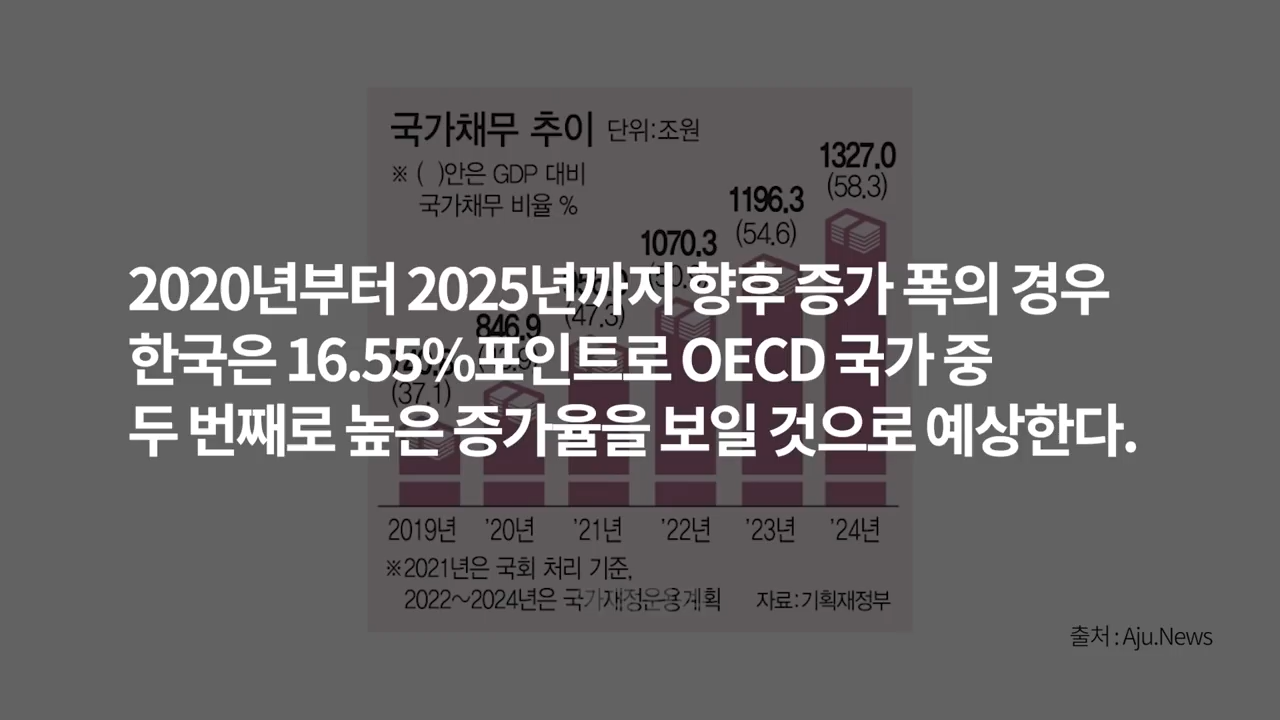 국가채무 추이 단위:조원
※ ( )안은 GDP 대비
국가채무 비율 %
1327.0
(58.3)
1196.3
(54.6)
1070.3
2020년부터 2025년까지 향후 증가 폭의 경우
(47.3)
846.9
한국은 16.55%포인트로 OECD 국가 중
(37.1)
두 번째로 높은 증가율을 보일 것으로 예상한다.
2019년 '20년 '21년 '22년 '23년 '24년
※2021년은 국회 처리 기준,
2022~2024년은 국가재정운용계획 자료:기획재정부
출처 : Aju.News